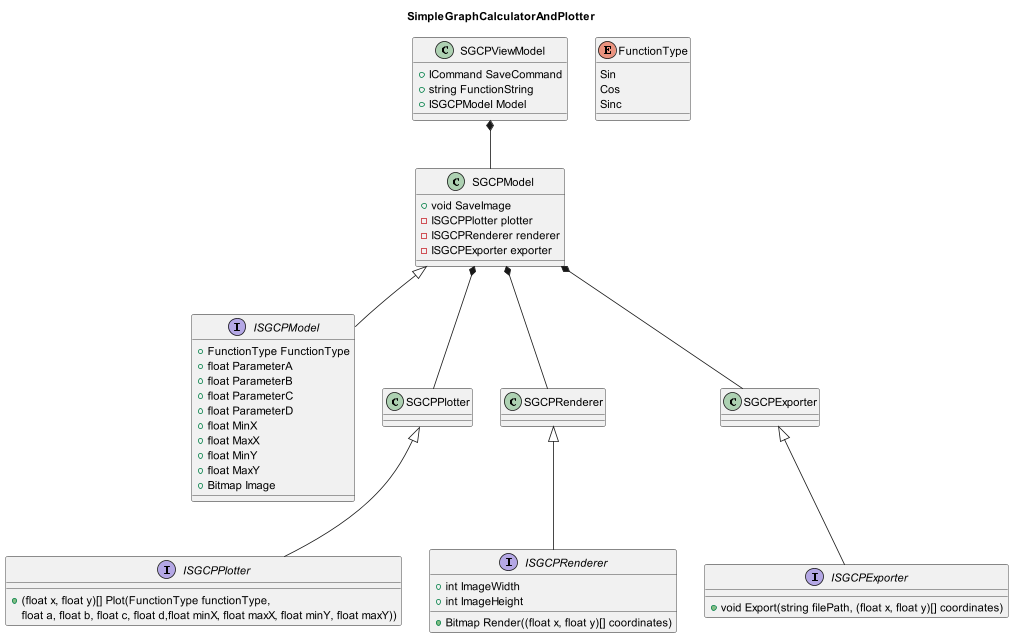 SimpleGraphCalculatorAndPlotter
C SGCPViewModel
ICommand SaveCommand
string FunctionString
ISGCPModel Model
E FunctionType
Sin
Cos
Sinc
C SGCPModel
void SaveImage
ISGCPPlotter plotter
ISGCPRenderer renderer
ISGCPExporter exporter
I ISGCPModel
FunctionType FunctionType
float ParameterA
float ParameterB
float ParameterC
float ParameterD
float MinX
float MaxX
float MinY
float MaxY
Bitmap Image
C SGCPPlotter
C SGCPRenderer
C SGCPExporter
I ISGCPPlotter
(float x, float y)[] Plot(FunctionType functionType,
float a, float b, float c, float d,float minX, float maxX, float minY, float maxY))
I ISGCPRenderer
int ImageWidth
int ImageHeight
Bitmap Render((float x, float y)[] coordinates)
I ISGCPExporter
void Export(string filePath, (float x, float y)[] coordinates)